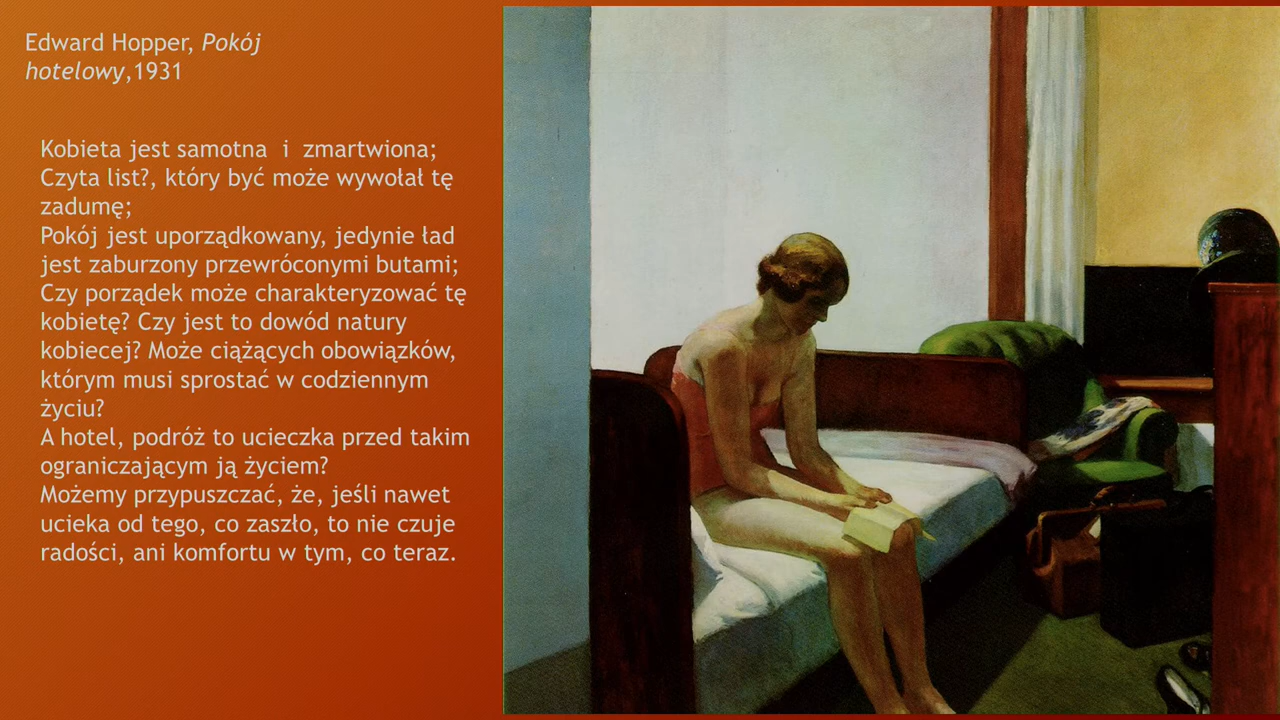 Edward Hopper, Pokój
hotelowy,1931
Kobieta jest samotna i zmartwiona;
Czyta list?, który być może wywołał tę
zadumę;
Pokój jest uporządkowany, jedynie ład
jest zaburzony przewróconymi butami;
Czy porządek może charakteryzować tę
kobietę? Czy jest to dowód natury
kobiecej? Może ciążących obowiązków,
którym musi sprostać w codziennym
życiu?
A hotel, podróż to ucieczka przed takim
ograniczającym ją życiem?
Możemy przypuszczać, że, jeśli nawet
ucieka od tego, co zaszło, to nie czuje
radości, ani komfortu w tym, co teraz.